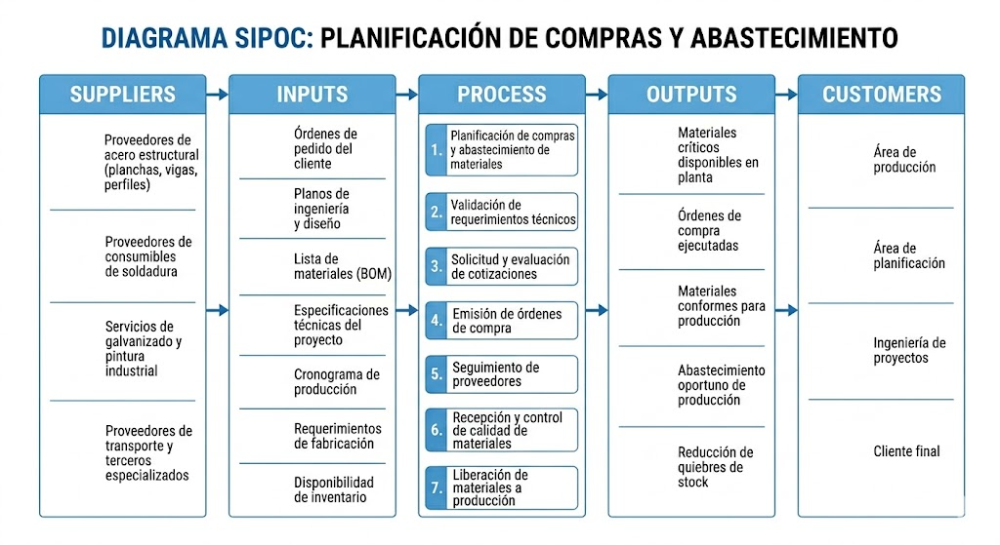 DIAGRAMA SIPOC: PLANIFICACIÓN DE COMPRAS Y ABASTECIMIENTO
SUPPLIERS
Proveedores de
acero estructural
(planchas, vigas,
perfiles)
Proveedores de
consumibles
de soldadura
Servicios de
galvanizado y
pintura
industrial
Proveedores de
transporte y
terceros
especializados
INPUTS
Órdenes de
pedido del
cliente
Planos de
ingeniería
y diseño
Lista de
materiales (BOM)
Especificaciones
técnicas del
proyecto
Cronograma de
producción
Requerimientos
de fabricación
Disponibilidad
de inventario
PROCESS
1. Planificación de compras
y abastecimiento de
materiales
2. Validación de
requerimientos técnicos
3. Solicitud y evaluación
de cotizaciones
4. Emisión de órdenes
de compra
5. Seguimiento de
proveedores
6. Recepción y control
de calidad de
materiales
7. Liberación de
materiales a
producción
OUTPUTS
Materiales
críticos
disponibles en
planta
Órdenes de
compra
ejecutadas
Materiales
conformes para
producción
Abastecimiento
oportuno de
producción
Reducción de
quiebres de
stock
CUSTOMERS
Área de
producción
Área de
planificación
Ingeniería de
proyectos
Cliente final